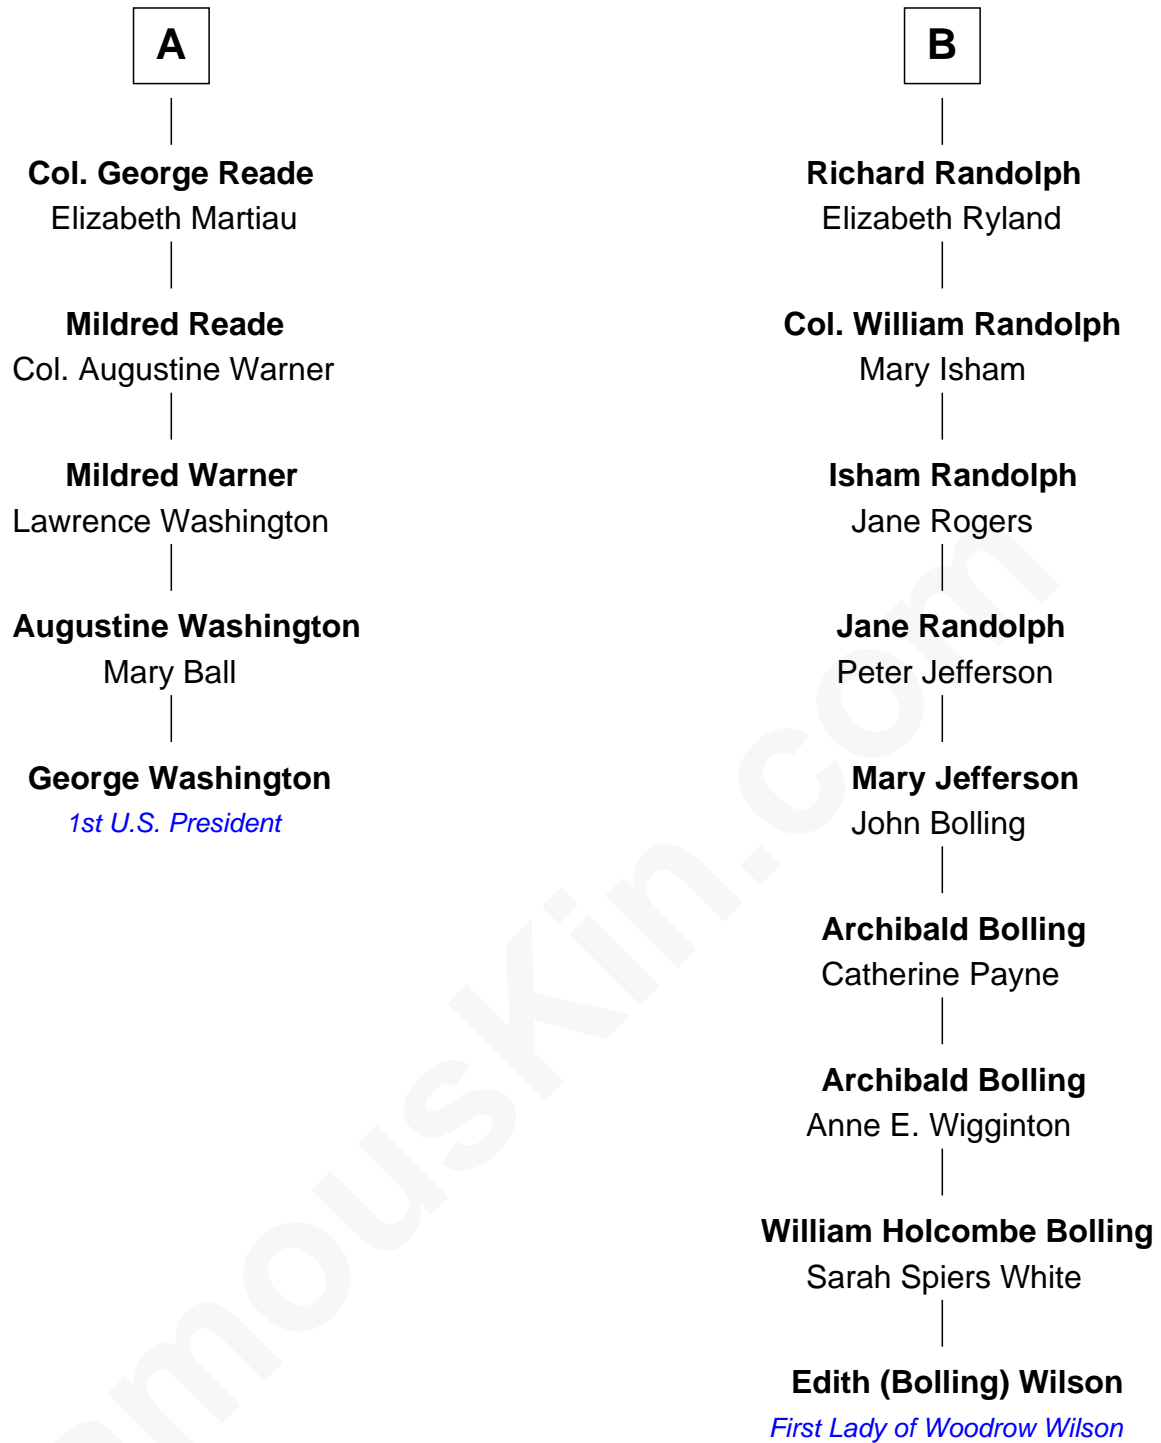 A
Col. George Reade
Elizabeth Martiau
Mildred Reade
Col. Augustine Warner
Mildred Warner
Lawrence Washington
Augustine Washington
Mary Ball
George Washington
1st U.S. President
B
Richard Randolph
Elizabeth Ryland
Col. William Randolph
Mary Isham
Isham Randolph
Jane Rogers
Jane Randolph
Peter Jefferson
Mary Jefferson
John Bolling
Archibald Bolling
Catherine Payne
Archibald Bolling
Anne E. Wigginton
William Holcombe Bolling
Sarah Spiers White
Edith (Bolling) Wilson
First Lady of Woodrow Wilson
amouskin.com